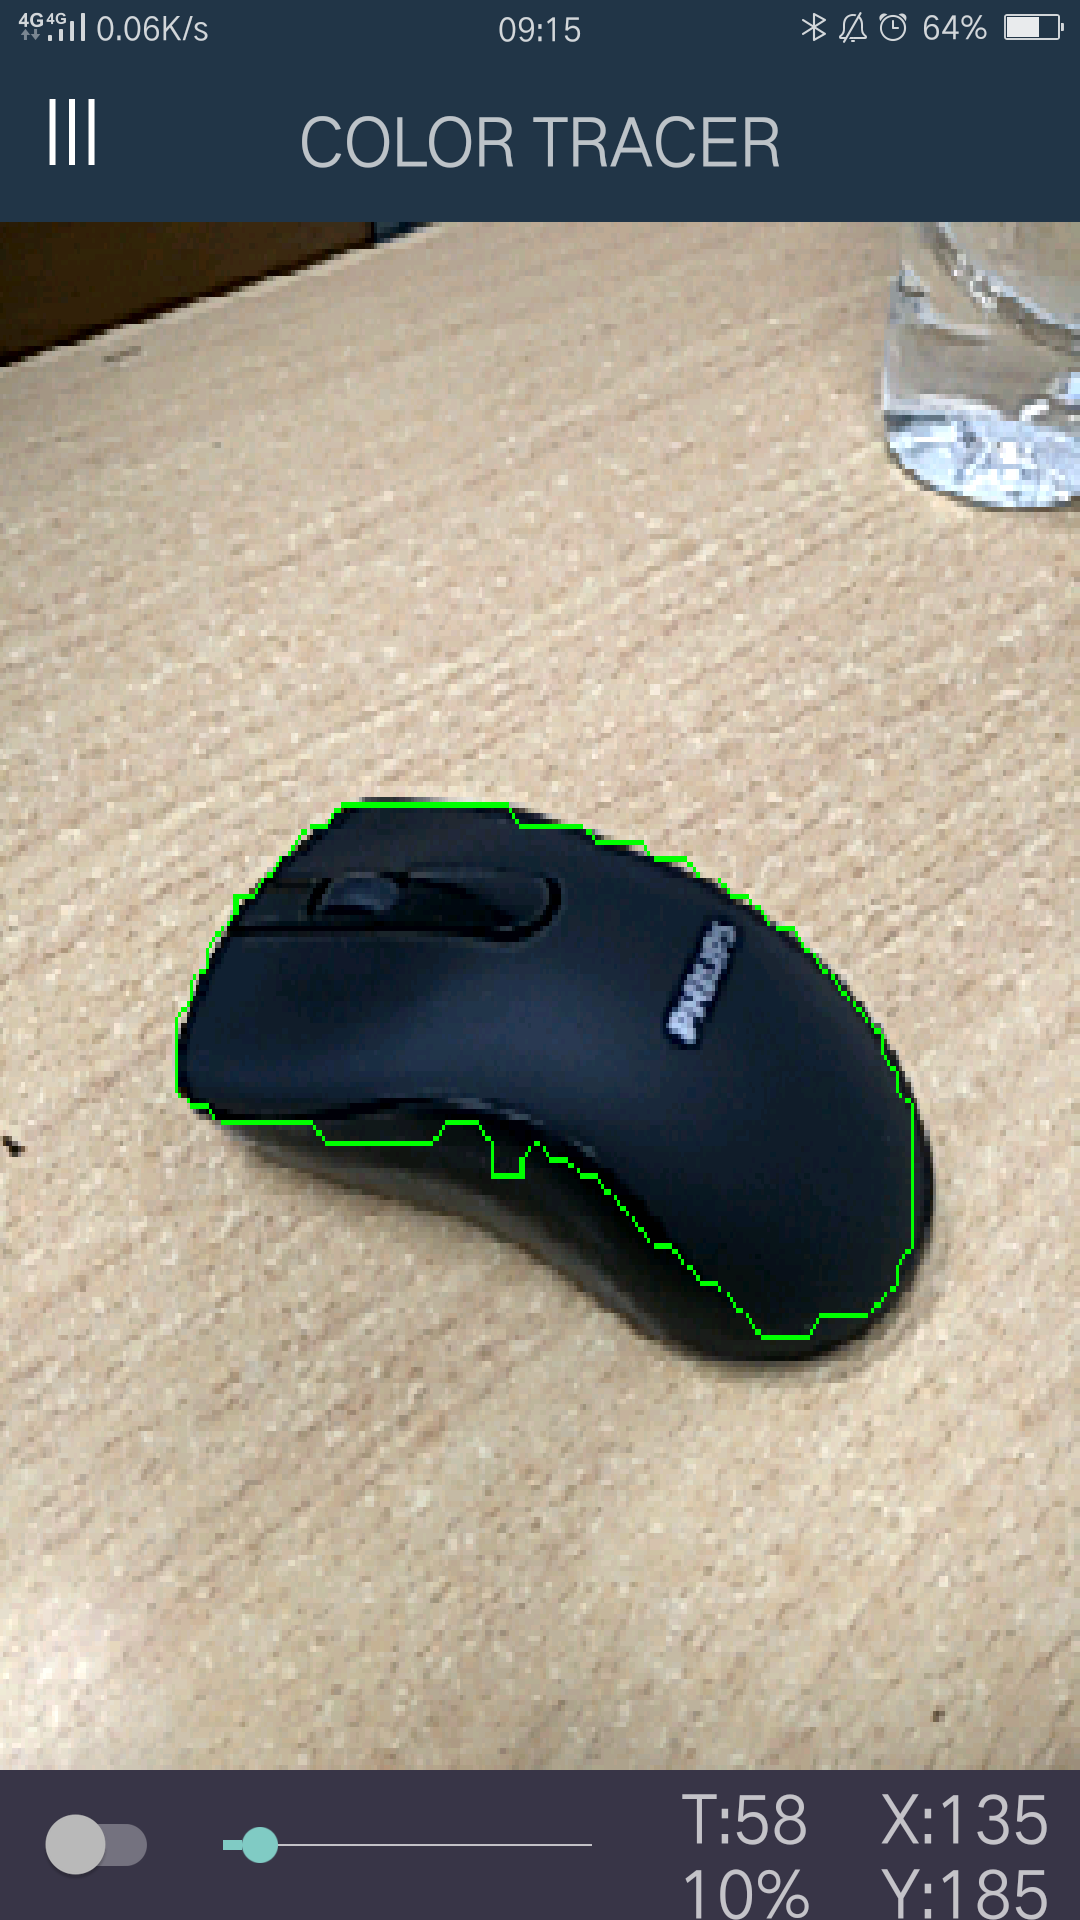 4G 4G 0.06K/s 09:15 64%
COLOR TRACER
PHILIPS
T:58 X:135
10% Y:185